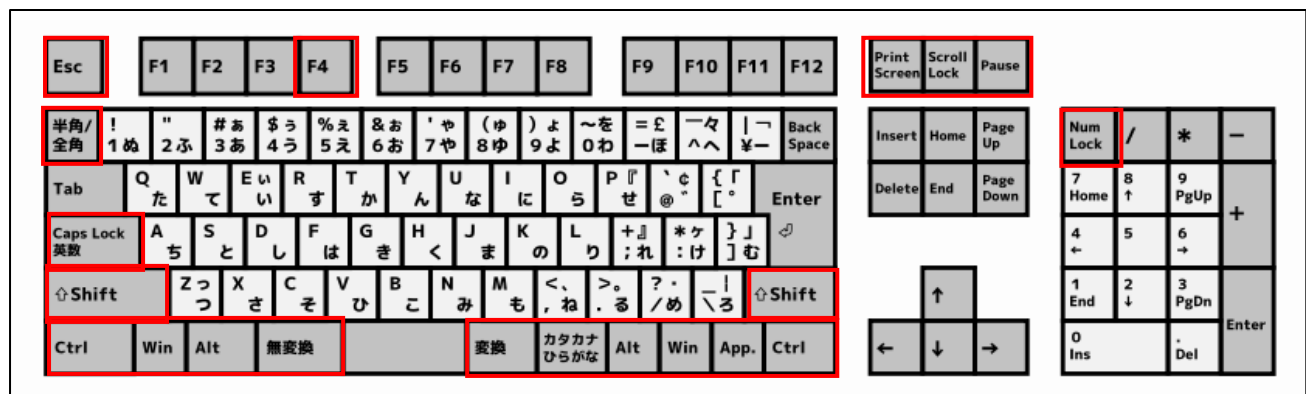 Esc F1 F2 F3 F4 F5 F6 F7 F8 F9 F10 F11 F12 Print Screen Scroll Lock Pause
半角/ 全角 ! 1ぬ " 2ふ #ぁ 3あ $ぅ 4う %ぇ 5え &ぉ 6お 'ゃ 7や (ゅ 8ゆ )ょ 9よ ~を 0わ =£ -ほ ¯々 ^へ |¬ ¥ー Back Space Insert Home Page Up Num Lock / * −
Tab Q た W て Eぃ い R す T か Y ん U な I に O ら P『 せ `¢ @゛ {「 [゜ Enter Delete End Page Down 7 Home 8 ↑ 9 PgUp +
Caps Lock 英数 A ち S と D し F は G き H く J ま K の L り +』 ;れ *ヶ :け }」 ]む ⏎ 4 ← 5 6 →
⇧Shift Zっ つ X さ C そ V ひ B こ N み M も <、 ,ね >。 .る ?・ /め _¦ \ろ ⇧Shift ↑ 1 End 2 ↓ 3 PgDn Enter
Ctrl Win Alt 無変換 変換 カタカナ ひらがな Alt Win App. Ctrl ← ↓ → 0 Ins . Del